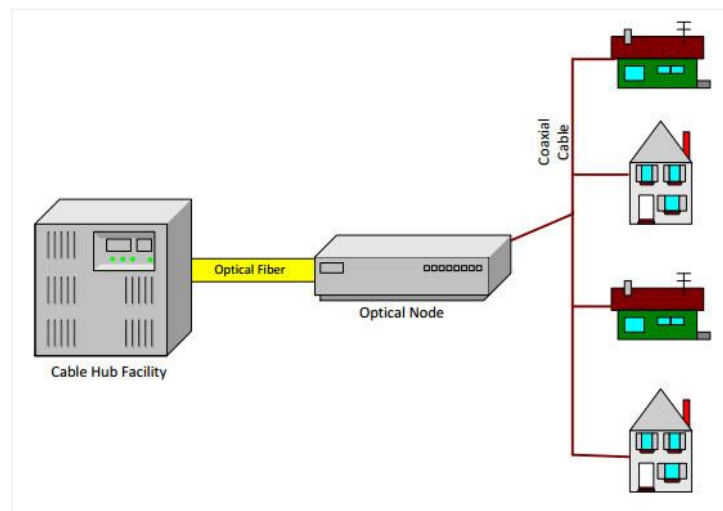 Coaxial
Cable
Optical Fiber
Optical Node
Cable Hub Facility